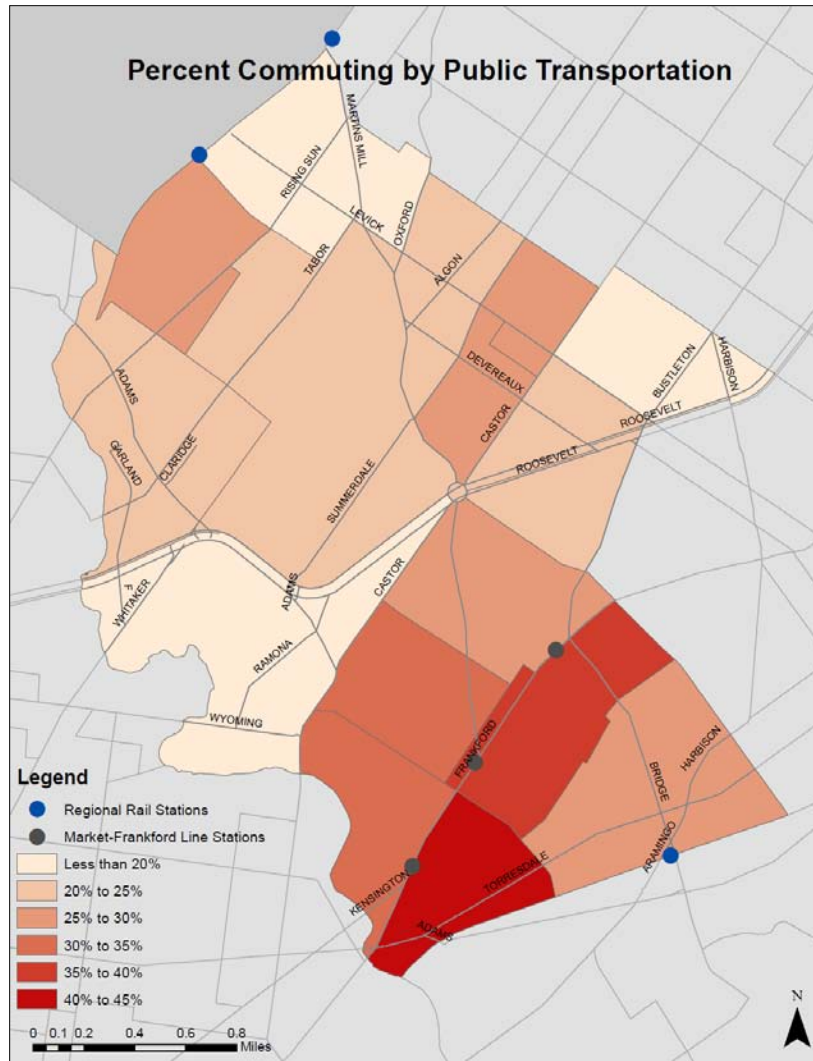 Percent Commuting by Public Transportation
MARTINS MILL
RISING SUN
OXFORD
LEVICK
TABOR
ALGON
HARBISON
BUSTLETON
DEVEREAUX
ADAMS
CASTOR
ROOSEVELT
ROOSEVELT
CLARIDGE
GARLAND
SUMMERDALE
CASTOR
ADAMS
F
WHITAKER
RAMONA
WYOMING
FRANKFORD
HARBISON
BRIDGE
ARAMINGO
TORRESDALE
KENSINGTON
ADAMS
Legend
Regional Rail Stations
Market-Frankford Line Stations
Less than 20%
20% to 25%
25% to 30%
30% to 35%
35% to 40%
40% to 45%
N
0 0.1 0.2 0.4 0.6 0.8
Miles